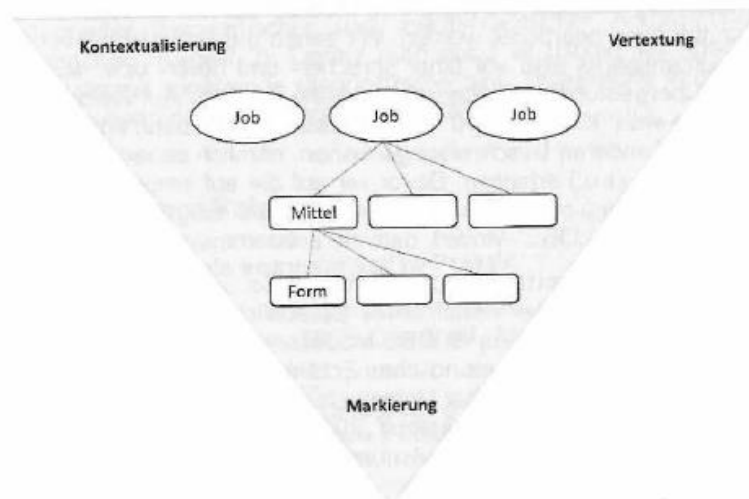 Kontextualisierung Vertextung
Job Job Job
Mittel
Form
Markierung